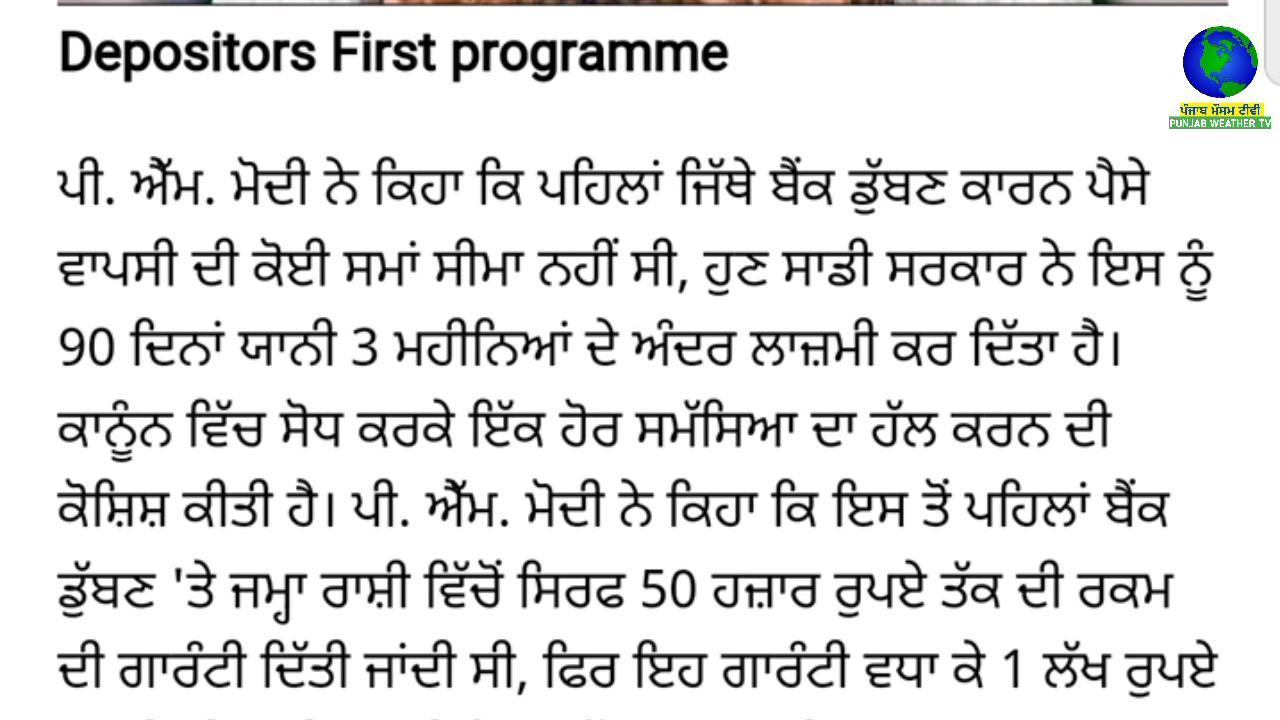 Depositors First programme
ਪੰਜਾਬ ਮੌਸਮ ਟੀਵੀ
PUNJAB WEATHER TV
ਪੀ. ਐੱਮ. ਮੋਦੀ ਨੇ ਕਿਹਾ ਕਿ ਪਹਿਲਾਂ ਜਿੱਥੇ ਬੈਂਕ ਡੁੱਬਣ ਕਾਰਨ ਪੈਸੇ
ਵਾਪਸੀ ਦੀ ਕੋਈ ਸਮਾਂ ਸੀਮਾ ਨਹੀਂ ਸੀ, ਹੁਣ ਸਾਡੀ ਸਰਕਾਰ ਨੇ ਇਸ ਨੂੰ
90 ਦਿਨਾਂ ਯਾਨੀ 3 ਮਹੀਨਿਆਂ ਦੇ ਅੰਦਰ ਲਾਜ਼ਮੀ ਕਰ ਦਿੱਤਾ ਹੈ।
ਕਾਨੂੰਨ ਵਿੱਚ ਸੋਧ ਕਰਕੇ ਇੱਕ ਹੋਰ ਸਮੱਸਿਆ ਦਾ ਹੱਲ ਕਰਨ ਦੀ
ਕੋਸ਼ਿਸ਼ ਕੀਤੀ ਹੈ। ਪੀ. ਐੱਮ. ਮੋਦੀ ਨੇ ਕਿਹਾ ਕਿ ਇਸ ਤੋਂ ਪਹਿਲਾਂ ਬੈਂਕ
ਡੁੱਬਣ 'ਤੇ ਜਮ੍ਹਾ ਰਾਸ਼ੀ ਵਿੱਚੋਂ ਸਿਰਫ 50 ਹਜ਼ਾਰ ਰੁਪਏ ਤੱਕ ਦੀ ਰਕਮ
ਦੀ ਗਾਰੰਟੀ ਦਿੱਤੀ ਜਾਂਦੀ ਸੀ, ਫਿਰ ਇਹ ਗਾਰੰਟੀ ਵਧਾ ਕੇ 1 ਲੱਖ ਰੁਪਏ